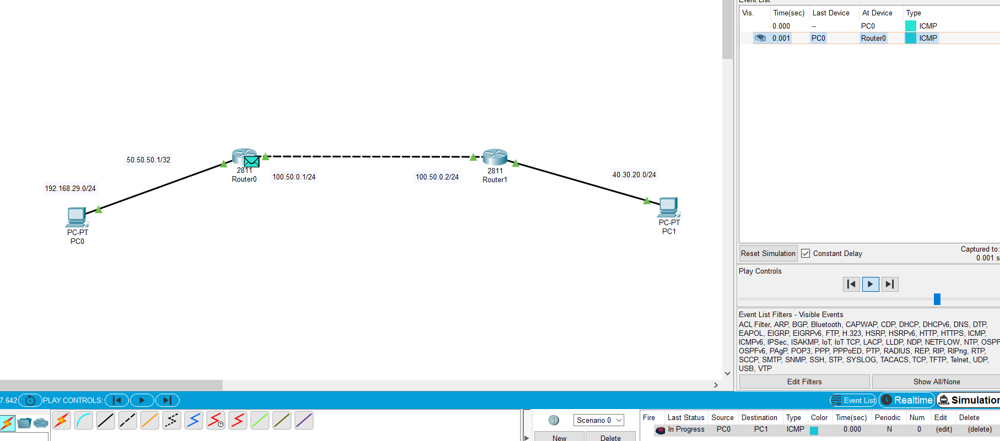 Event List
Vis. Time(sec) Last Device At Device Type
0.000 -- PC0 ICMP
0.001 PC0 Router0 ICMP
50.50.50.1/32
192.168.29.0/24
2811
Router0
100.50.0.1/24
100.50.0.2/24
2811
Router1
40.30.20.0/24
PC-PT
PC0
PC-PT
PC1
Reset Simulation Constant Delay Captured to:
0.001 s
Play Controls
Event List Filters - Visible Events
ACL Filter, ARP, BGP, Bluetooth, CAPWAP, CDP, DHCP, DHCPv6, DNS, DTP,
EAPOL, EIGRP, EIGRPv6, FTP, H.323, HSRP, HSRPv6, HTTP, HTTPS, ICMP,
ICMPv6, IPSec, ISAKMP, IoT, IoT TCP, LACP, LLDP, NDP, NETFLOW, NTP, OSPF
OSPFv6, PAgP, POP3, PPP, PPPoED, PTP, RADIUS, REP, RIP, RIPng, RTP,
SCCP, SMTP, SNMP, SSH, STP, SYSLOG, TACACS, TCP, TFTP, Telnet, UDP,
USB, VTP
Edit Filters Show All/None
7.642 PLAY CONTROLS: Event List Realtime Simulation
Scenario 0
New Delete
Fire Last Status Source Destination Type Color Time(sec) Periodic Num Edit Delete
In Progress PC0 PC1 ICMP 0.000 N 0 (edit) (delete)